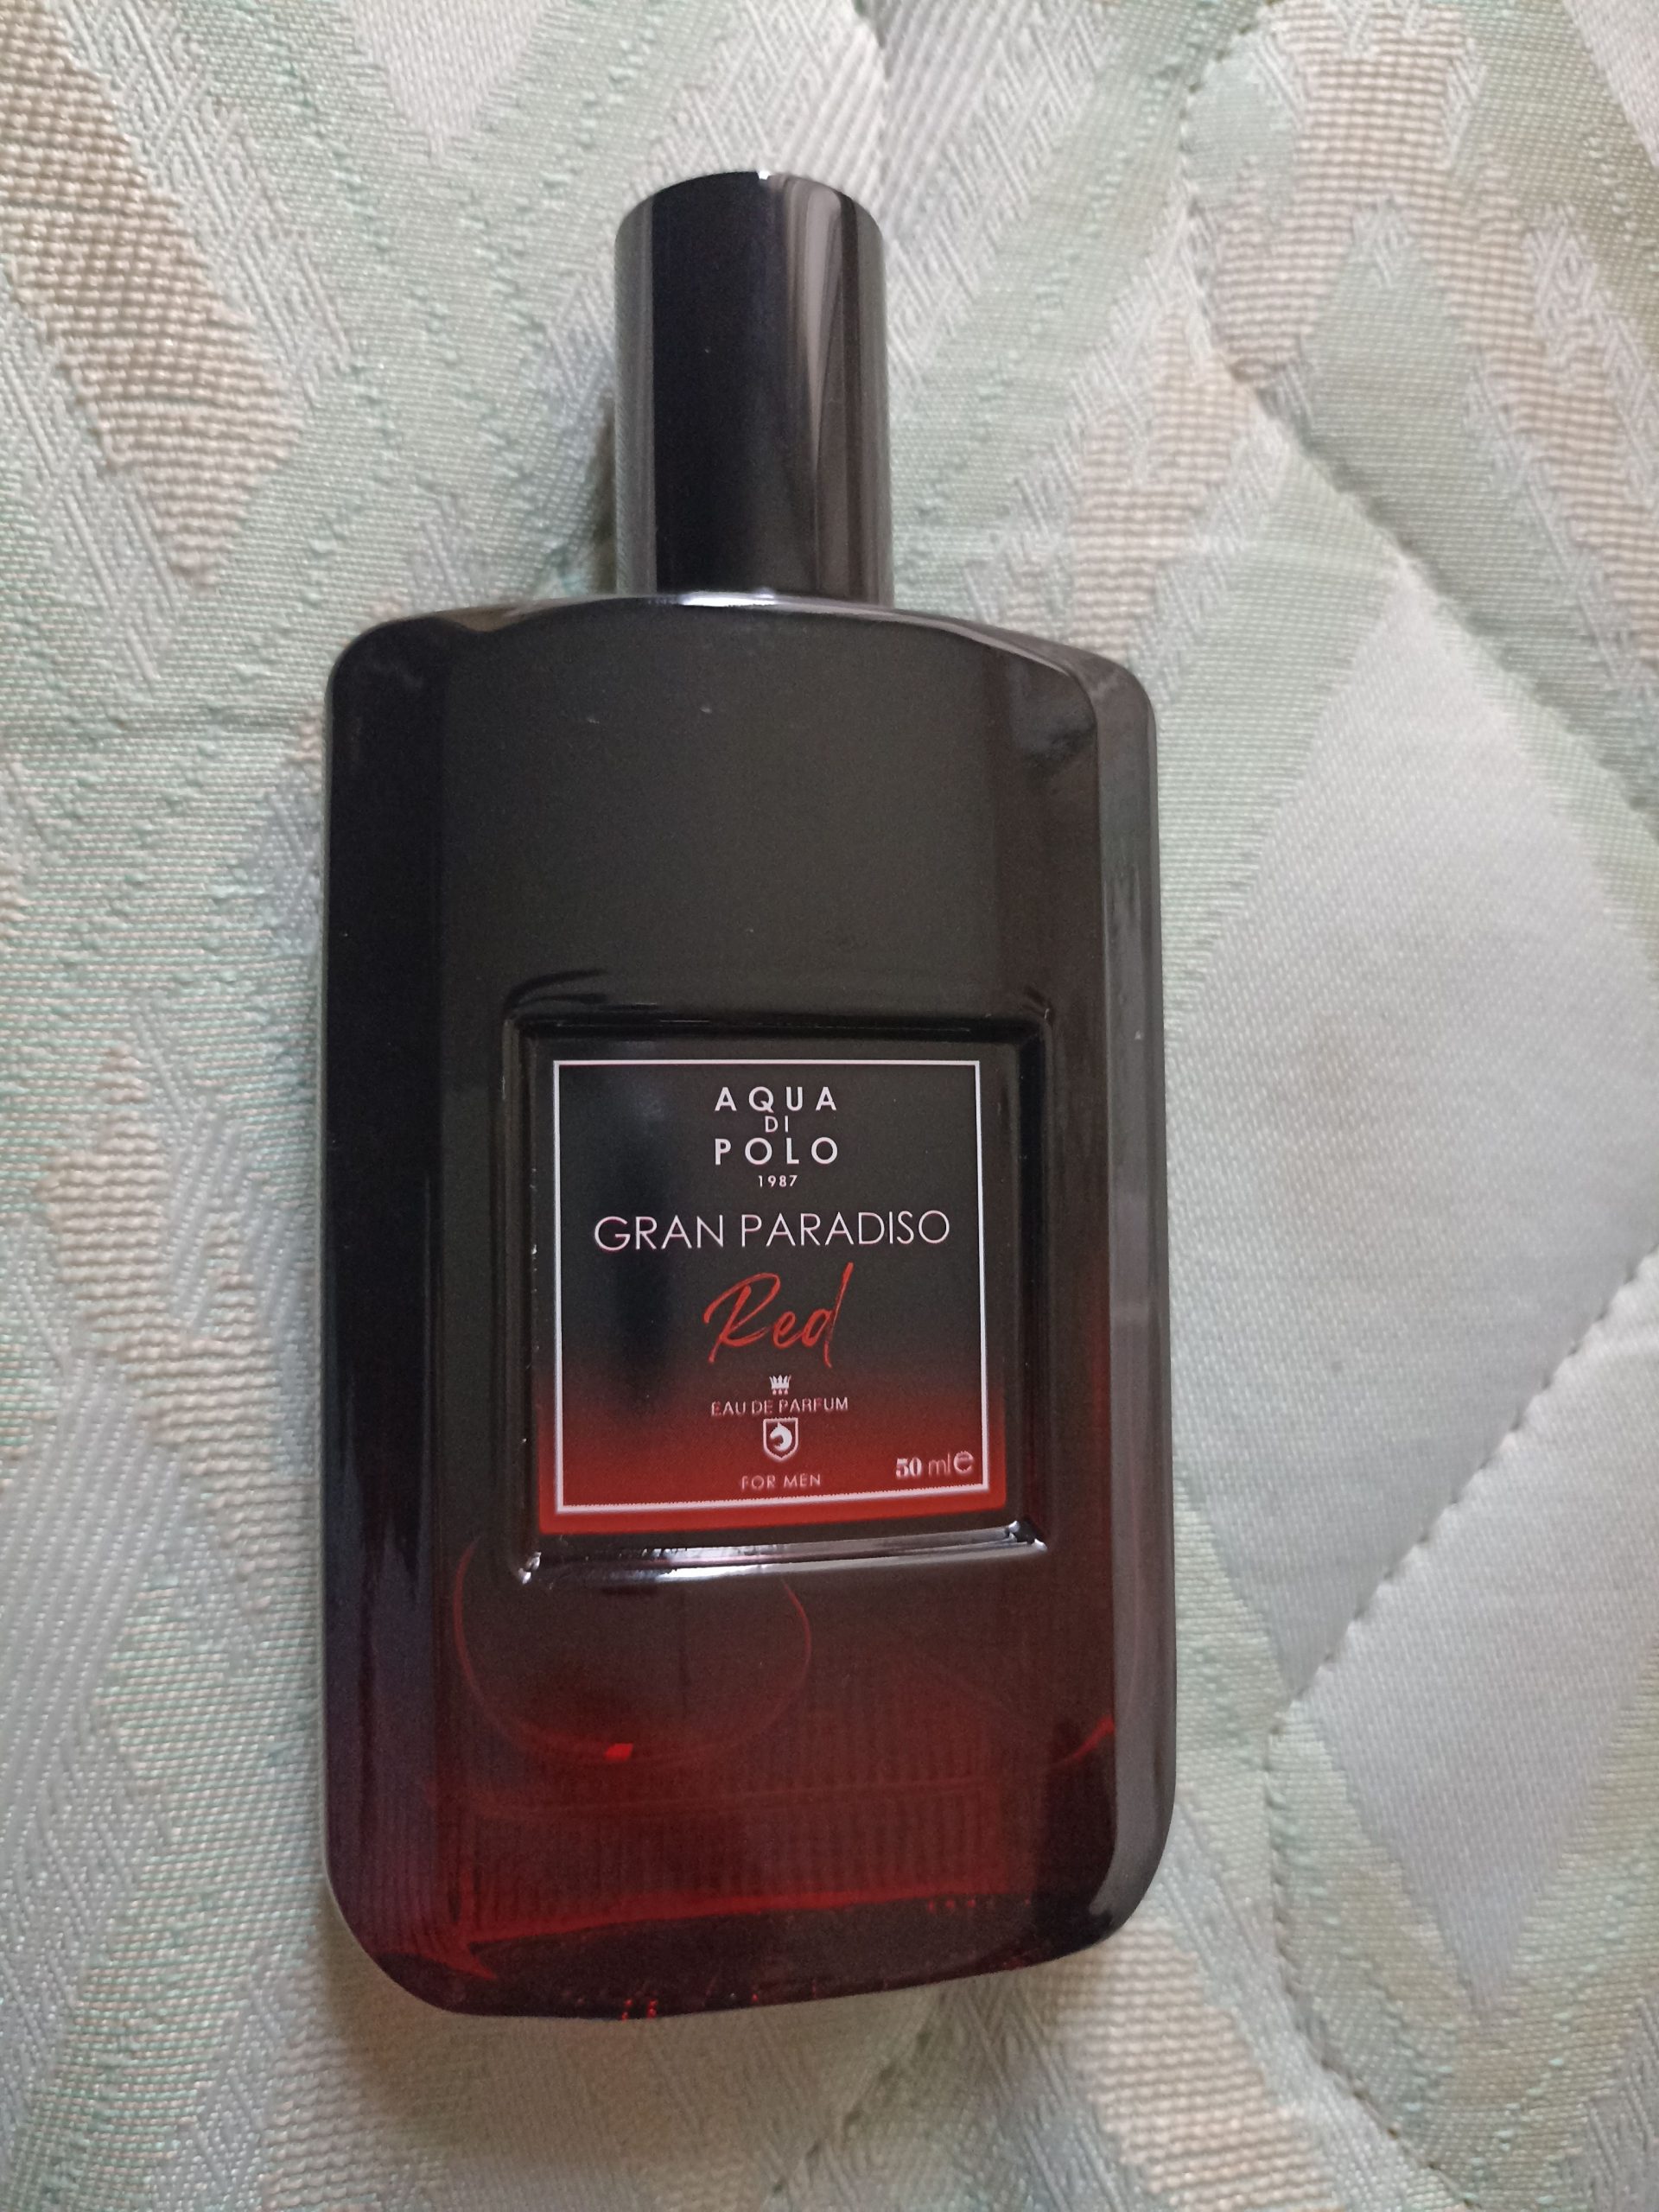 AQUA
DI
POLO
1987
GRAN PARADISO
Red
EAU DE PARFUM
FOR MEN
50 ml℮